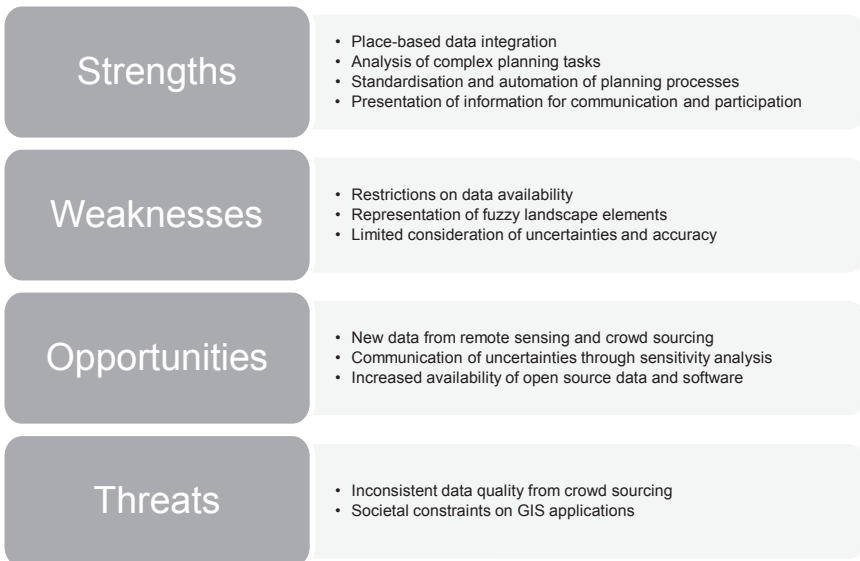 Strengths
• Place-based data integration
• Analysis of complex planning tasks
• Standardisation and automation of planning processes
• Presentation of information for communication and participation
Weaknesses
• Restrictions on data availability
• Representation of fuzzy landscape elements
• Limited consideration of uncertainties and accuracy
Opportunities
• New data from remote sensing and crowd sourcing
• Communication of uncertainties through sensitivity analysis
• Increased availability of open source data and software
Threats
• Inconsistent data quality from crowd sourcing
• Societal constraints on GIS applications